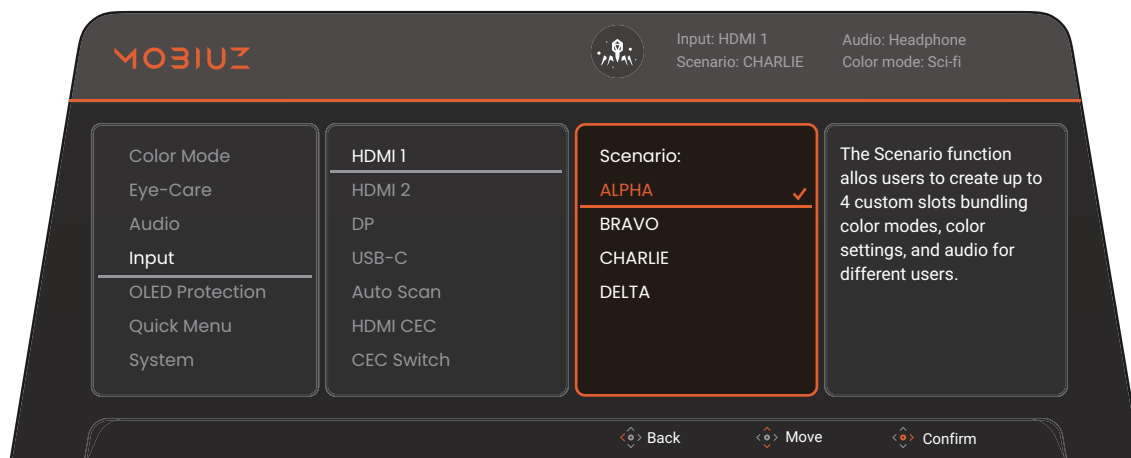 MOBIUZ
Input: HDMI 1
Scenario: CHARLIE
Audio: Headphone
Color mode: Sci-fi
Color Mode
Eye-Care
Audio
Input
OLED Protection
Quick Menu
System
HDMI 1
HDMI 2
DP
USB-C
Auto Scan
HDMI CEC
CEC Switch
Scenario:
ALPHA
BRAVO
CHARLIE
DELTA
The Scenario function
allos users to create up to
4 custom slots bundling
color modes, color
settings, and audio for
different users.
Back
Move
Confirm